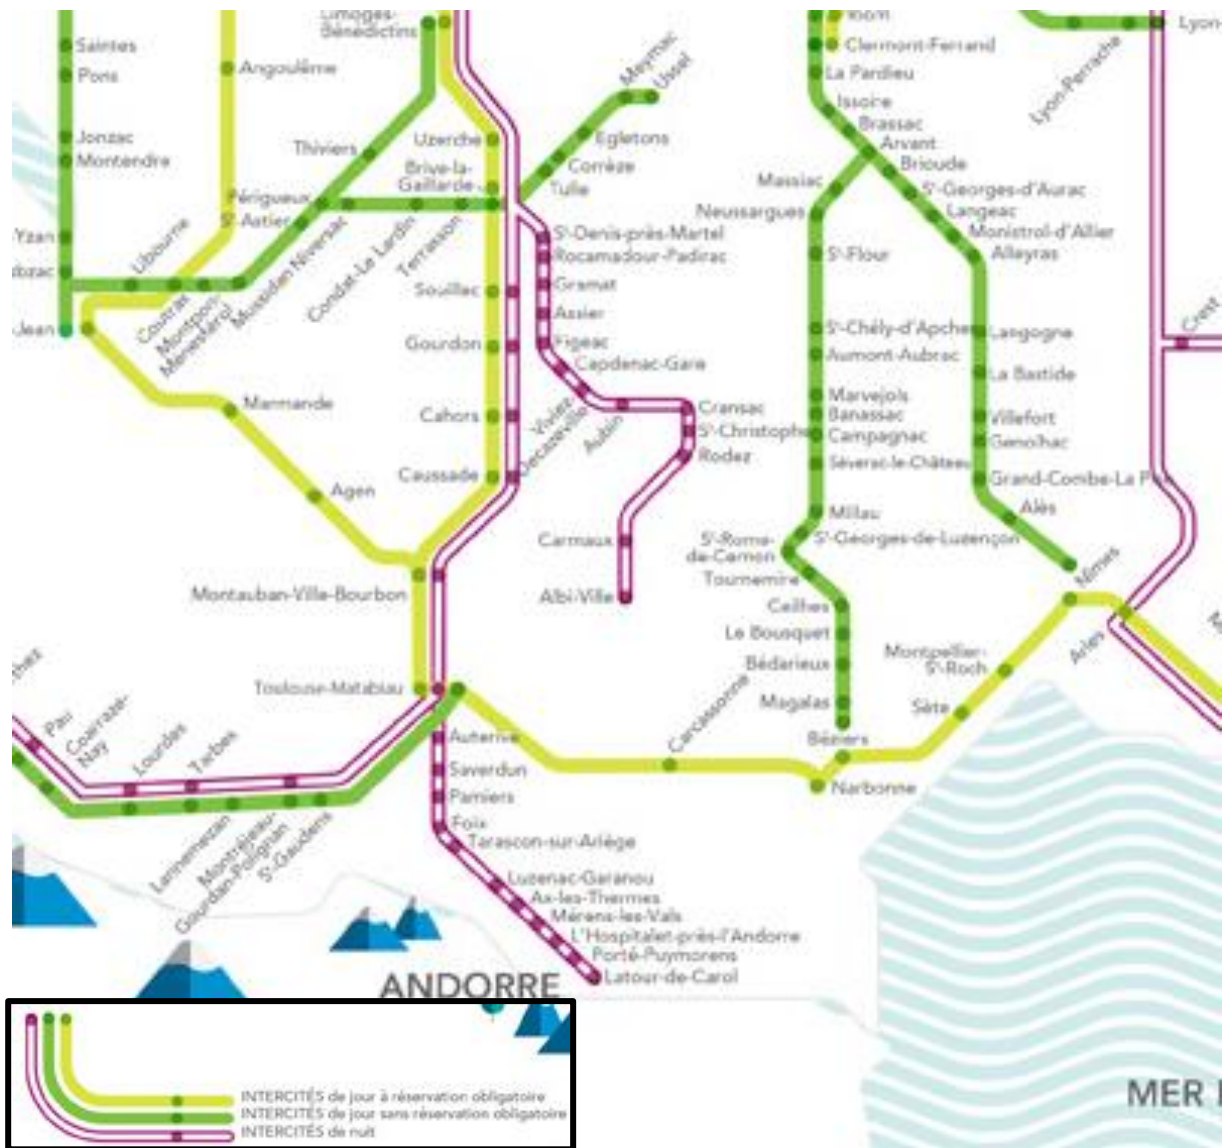 Limoges-
Bénédictins
Saintes
Pons
Angoulême
Jonzac
Montendre
Thiviers
Périgueux
Sᵗ-Astier
-Yzan
Libourne
-Jean
Coutras
Montpon-
Ménestérol
Mussidan
Niversac
Condat-Le Lardin
Terrasson
Uzerche
Brive-la-
Gaillarde
Meymac
Ussel
Egletons
Corrèze
Tulle
Sᵗ-Denis-près-Martel
Rocamadour-Padirac
Gramat
Assier
Figeac
Capdenac-Gare
Viviez-
Decazeville
Aubin
Cransac
Sᵗ-Christophe
Rodez
Carmaux
Albi-Ville
Souillac
Gourdon
Cahors
Caussade
Marmande
Agen
Montauban-Ville-Bourbon
Toulouse-Matabiau
Riom
Clermont-Ferrand
La Pardieu
Issoire
Brassac
Arvant
Brioude
Sᵗ-Georges-d'Aurac
Langeac
Monistrol-d'Allier
Alleyras
Massiac
Neussargues
Sᵗ-Flour
Sᵗ-Chély-d'Apcher
Aumont-Aubrac
Marvejols
Banassac
Campagnac
Séverac-le-Château
Millau
Sᵗ-Georges-de-Luzençon
Sᵗ-Rome-
de-Cernon
Tournemire
Ceilhes
Le Bousquet
Bédarieux
Magalas
Béziers
Langogne
La Bastide
Villefort
Genolhac
Grand-Combe-La P
Alès
Nîmes
Lyon-Perrache
Lyon-
Crest
Arles
Montpellier-
Sᵗ-Roch
Sète
Narbonne
Carcassonne
Pau
Coarraze-
Nay
Lourdes
Tarbes
Lannemezan
Montréjeau-
Gourdan-Polignan
Sᵗ-Gaudens
Auterive
Saverdun
Pamiers
Foix
Tarascon-sur-Ariège
Luzenac-Garanou
Ax-les-Thermes
Mérens-les-Vals
L'Hospitalet-près-l'Andorre
Porté-Puymorens
Latour-de-Carol
ANDORRE
MER
INTERCITÉS de jour à réservation obligatoire
INTERCITÉS de jour sans réservation obligatoire
INTERCITÉS de nuit